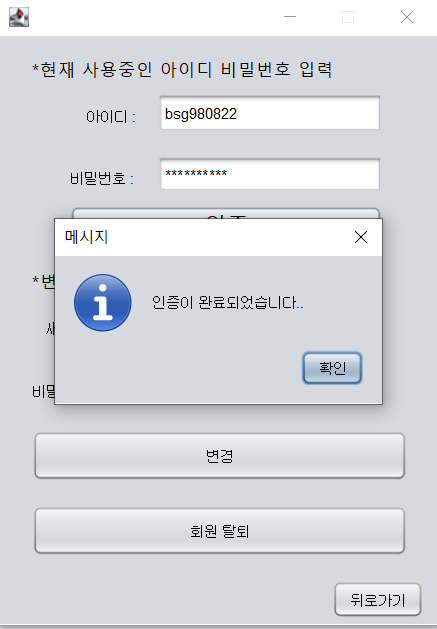 *현재 사용중인 아이디 비밀번호 입력
아이디 :
bsg980822
비밀번호 :
**********
메시지
인증이 완료되었습니다..
확인
변경
회원 탈퇴
뒤로가기